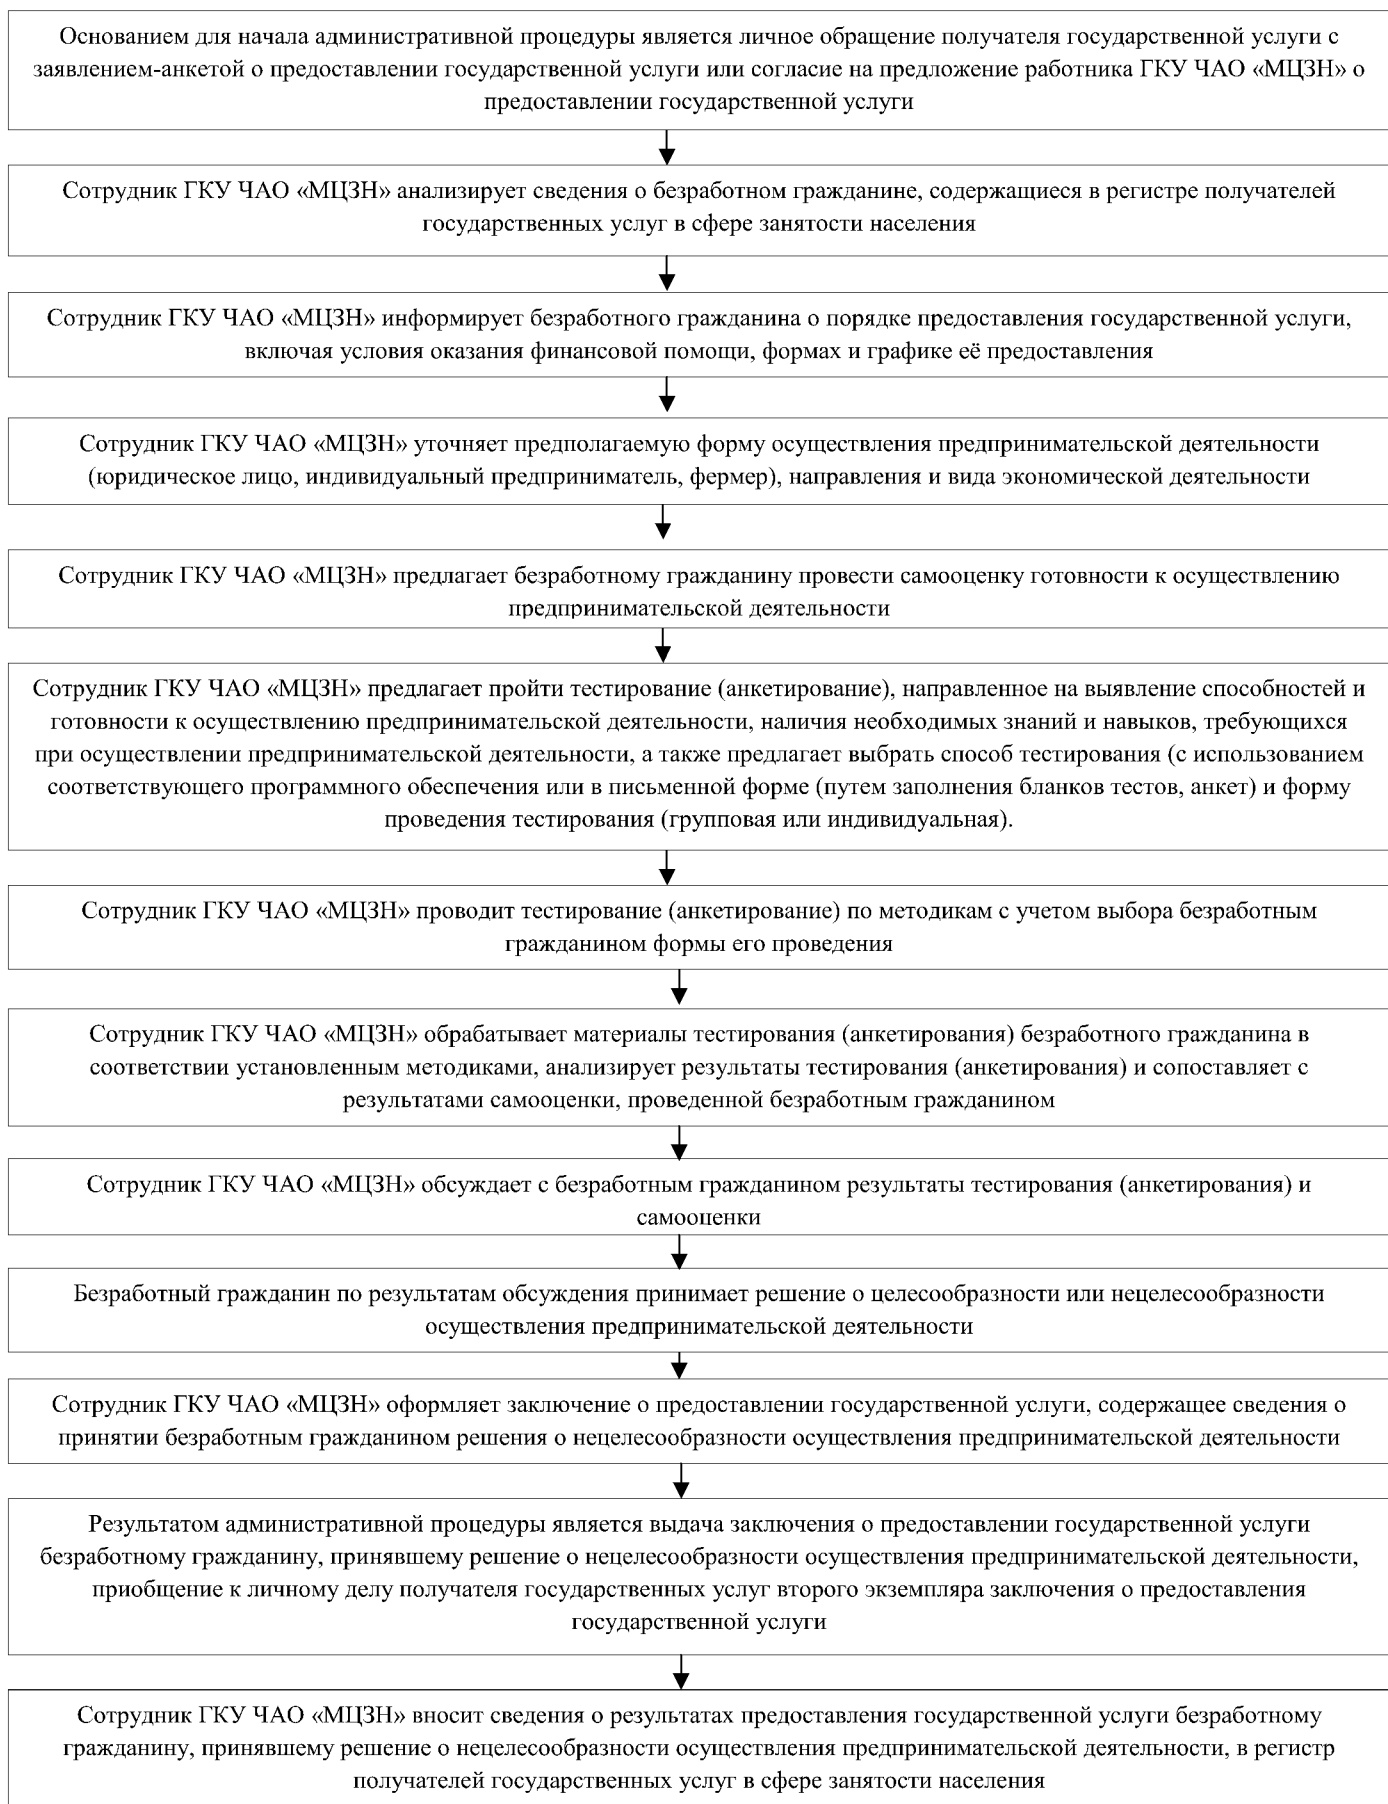 Основанием для начала административной процедуры является личное обращение получателя государственной услуги с
заявлением-анкетой о предоставлении государственной услуги или согласие на предложение работника ГКУ ЧАО «МЦЗН» о
предоставлении государственной услуги
Сотрудник ГКУ ЧАО «МЦЗН» анализирует сведения о безработном гражданине, содержащиеся в регистре получателей
государственных услуг в сфере занятости населения
Сотрудник ГКУ ЧАО «МЦЗН» информирует безработного гражданина о порядке предоставления государственной услуги,
включая условия оказания финансовой помощи, формах и графике её предоставления
Сотрудник ГКУ ЧАО «МЦЗН» уточняет предполагаемую форму осуществления предпринимательской деятельности
(юридическое лицо, индивидуальный предприниматель, фермер), направления и вида экономической деятельности
Сотрудник ГКУ ЧАО «МЦЗН» предлагает безработному гражданину провести самооценку готовности к осуществлению
предпринимательской деятельности
Сотрудник ГКУ ЧАО «МЦЗН» предлагает пройти тестирование (анкетирование), направленное на выявление способностей и
готовности к осуществлению предпринимательской деятельности, наличия необходимых знаний и навыков, требующихся
при осуществлении предпринимательской деятельности, а также предлагает выбрать способ тестирования (с использованием
соответствующего программного обеспечения или в письменной форме (путем заполнения бланков тестов, анкет) и форму
проведения тестирования (групповая или индивидуальная).
Сотрудник ГКУ ЧАО «МЦЗН» проводит тестирование (анкетирование) по методикам с учетом выбора безработным
гражданином формы его проведения
Сотрудник ГКУ ЧАО «МЦЗН» обрабатывает материалы тестирования (анкетирования) безработного гражданина в
соответствии установленным методиками, анализирует результаты тестирования (анкетирования) и сопоставляет с
результатами самооценки, проведенной безработным гражданином
Сотрудник ГКУ ЧАО «МЦЗН» обсуждает с безработным гражданином результаты тестирования (анкетирования) и
самооценки
Безработный гражданин по результатам обсуждения принимает решение о целесообразности или нецелесообразности
осуществления предпринимательской деятельности
Сотрудник ГКУ ЧАО «МЦЗН» оформляет заключение о предоставлении государственной услуги, содержащее сведения о
принятии безработным гражданином решения о нецелесообразности осуществления предпринимательской деятельности
Результатом административной процедуры является выдача заключения о предоставлении государственной услуги
безработному гражданину, принявшему решение о нецелесообразности осуществления предпринимательской деятельности,
приобщение к личному делу получателя государственных услуг второго экземпляра заключения о предоставления
государственной услуги
Сотрудник ГКУ ЧАО «МЦЗН» вносит сведения о результатах предоставления государственной услуги безработному
гражданину, принявшему решение о нецелесообразности осуществления предпринимательской деятельности, в регистр
получателей государственных услуг в сфере занятости населения